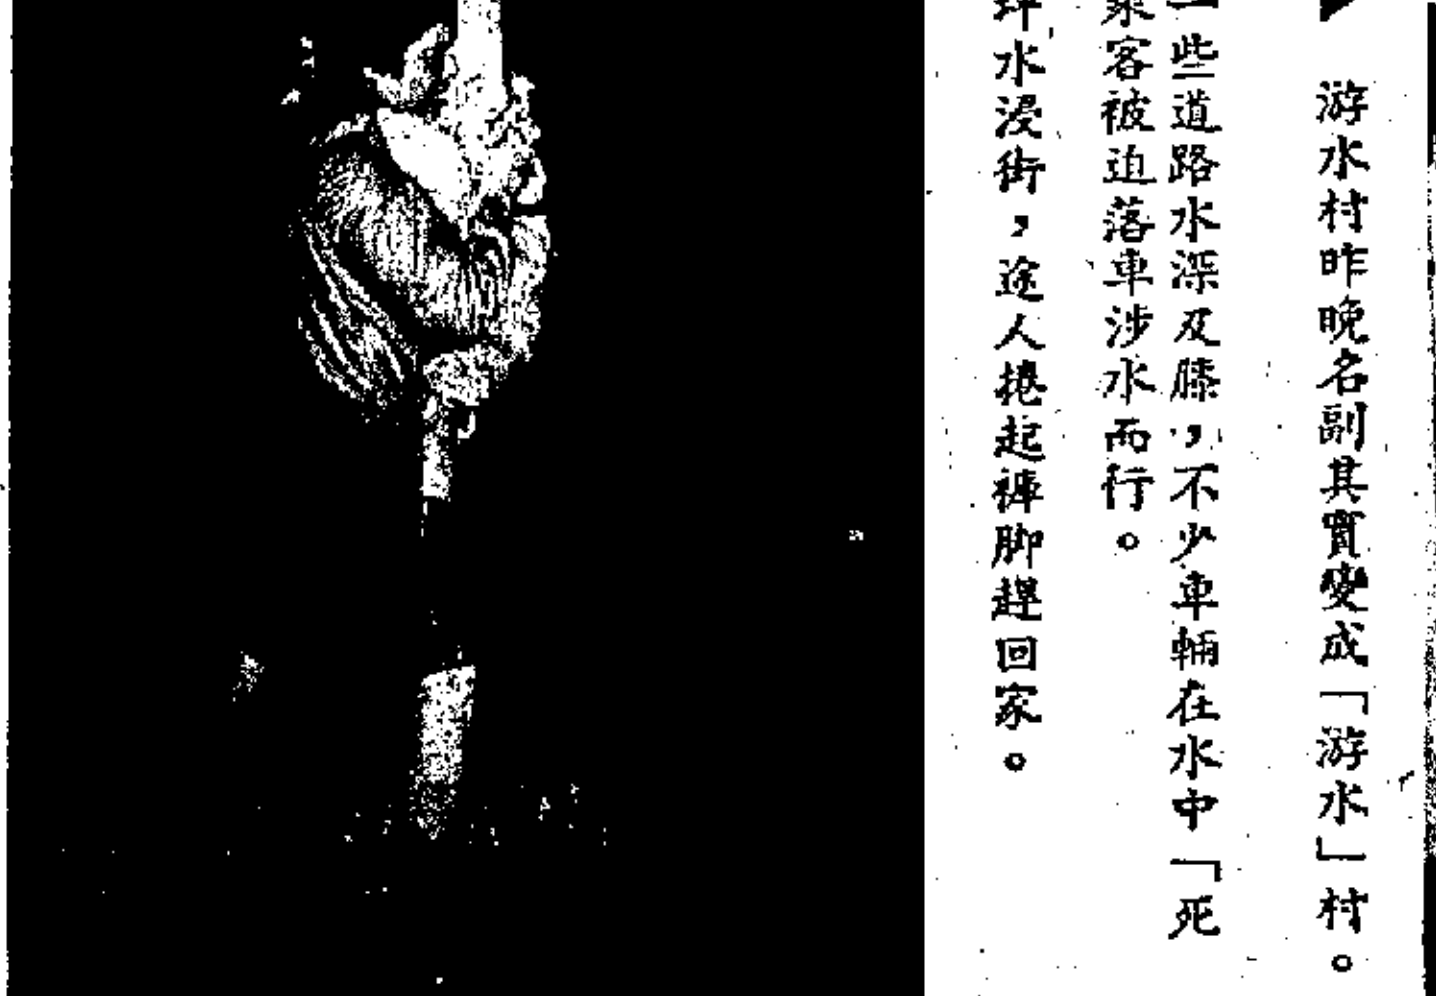 游水村昨晚名副其實變成「游水」村。
一些道路水深及膝，不少車輛在水中「死
客被迫落車涉水而行。
水浸街，途人捲起褲脚趕回家。